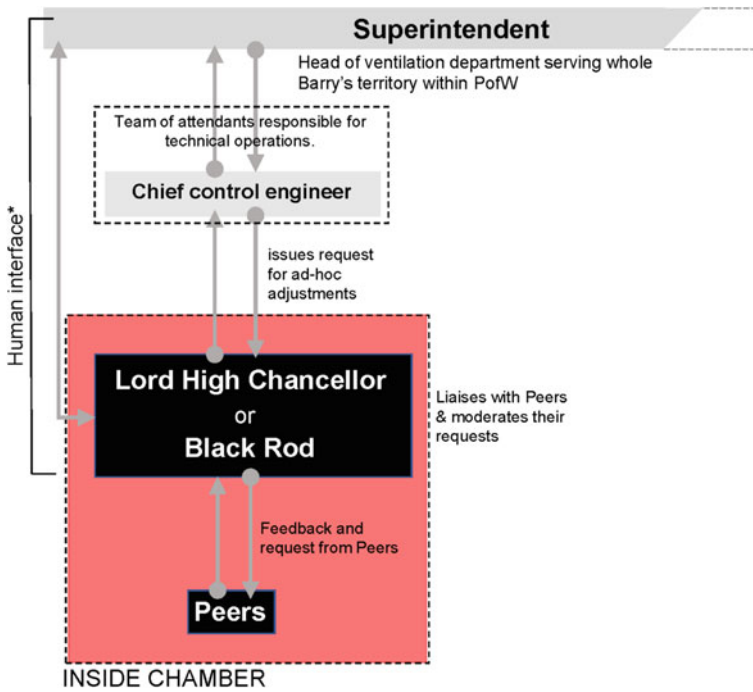 Superintendent
Head of ventilation department serving whole
Barry's territory within PofW
Team of attendants responsible for
technical operations.
Chief control engineer
issues request
for ad-hoc
adjustments
Human interface*
Lord High Chancellor
or
Black Rod
Liaises with Peers
& moderates their
requests
Feedback and
request from Peers
Peers
INSIDE CHAMBER